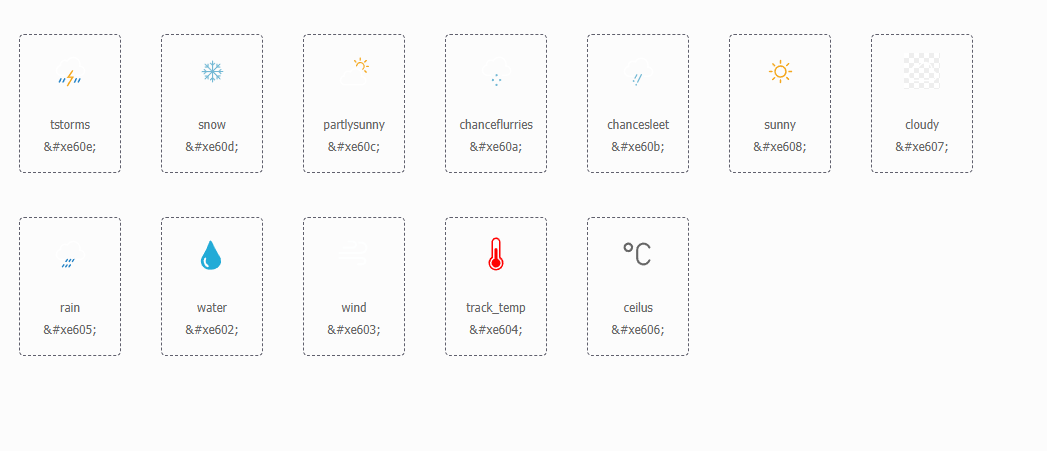 tstorms
&#xe60e;
snow
&#xe60d;
partlysunny
&#xe60c;
chanceflurries
&#xe60a;
chancesleet
&#xe60b;
sunny
&#xe608;
cloudy
&#xe607;
rain
&#xe605;
water
&#xe602;
wind
&#xe603;
°C
track_temp
&#xe604;
ceilus
&#xe606;